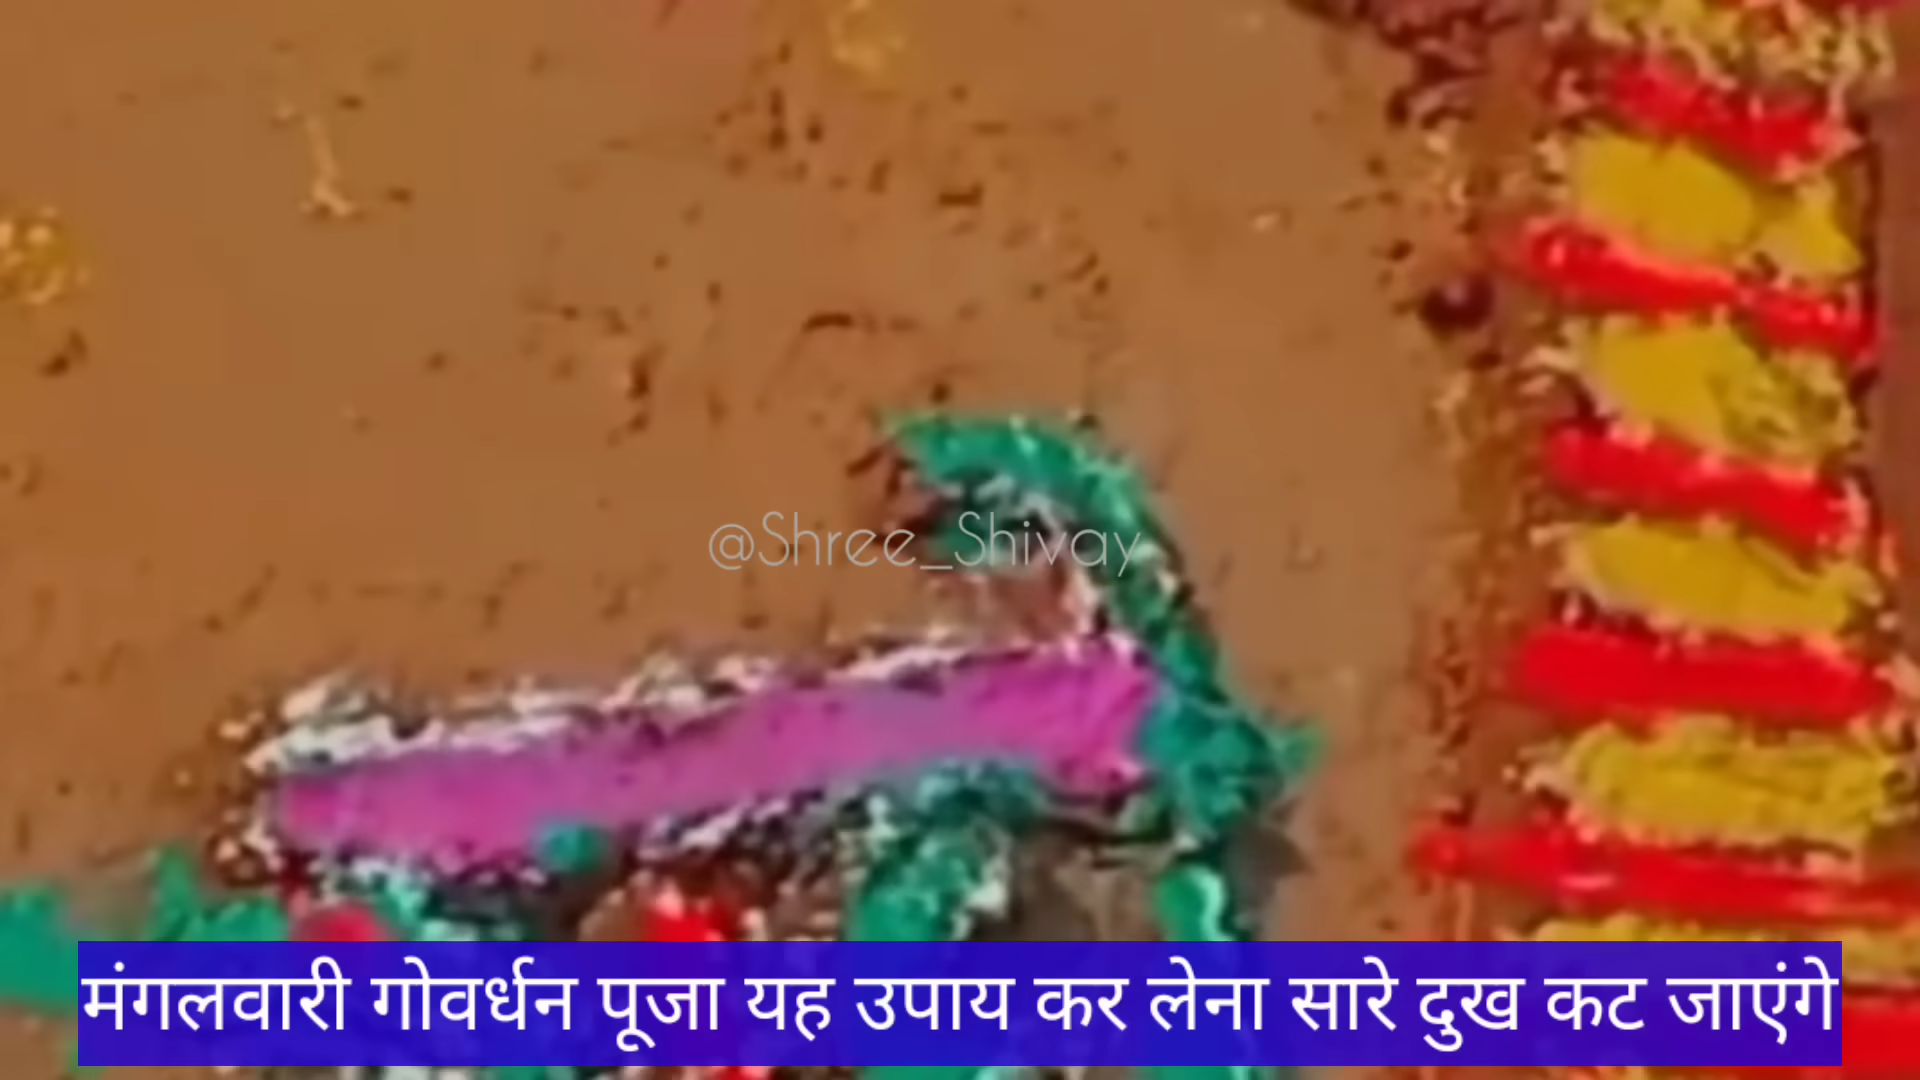 @Shree_Shivay
मंगलवारी गोवर्धन पूजा यह उपाय कर लेना सारे दुख कट जाएंगे